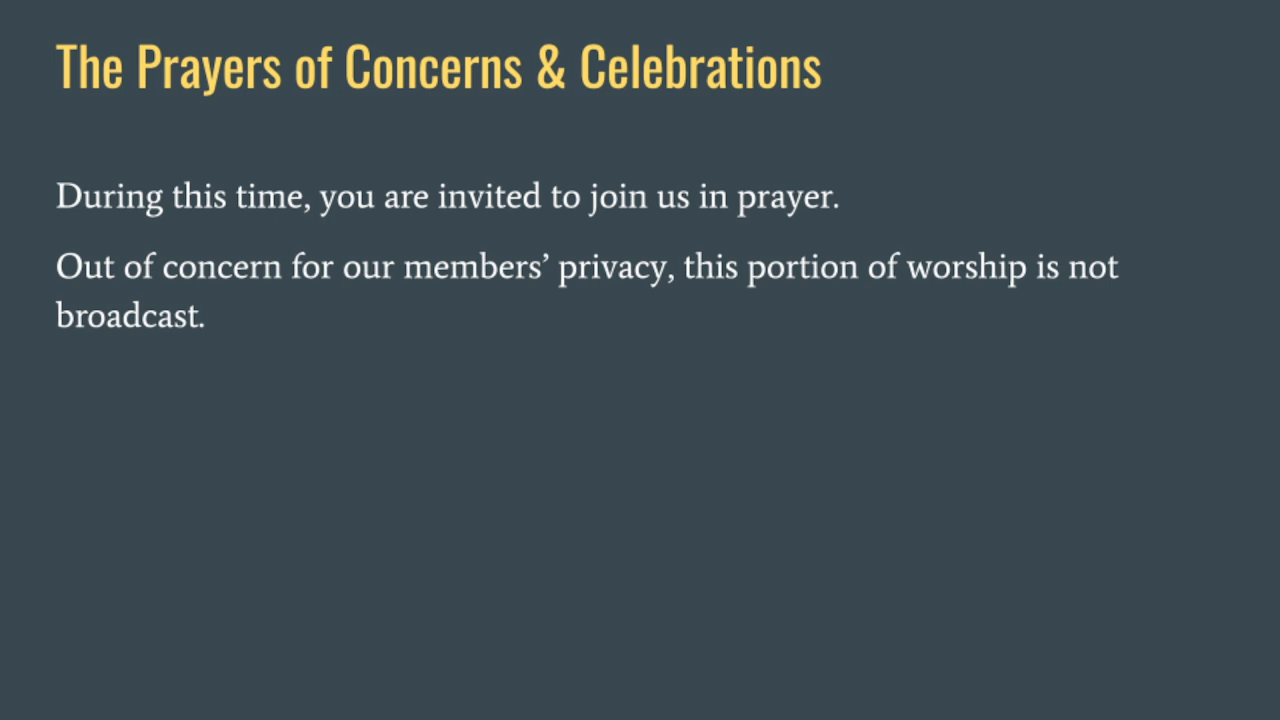 The Prayers of Concerns & Celebrations
During this time, you are invited to join us in prayer.
Out of concern for our members’ privacy, this portion of worship is not
broadcast.